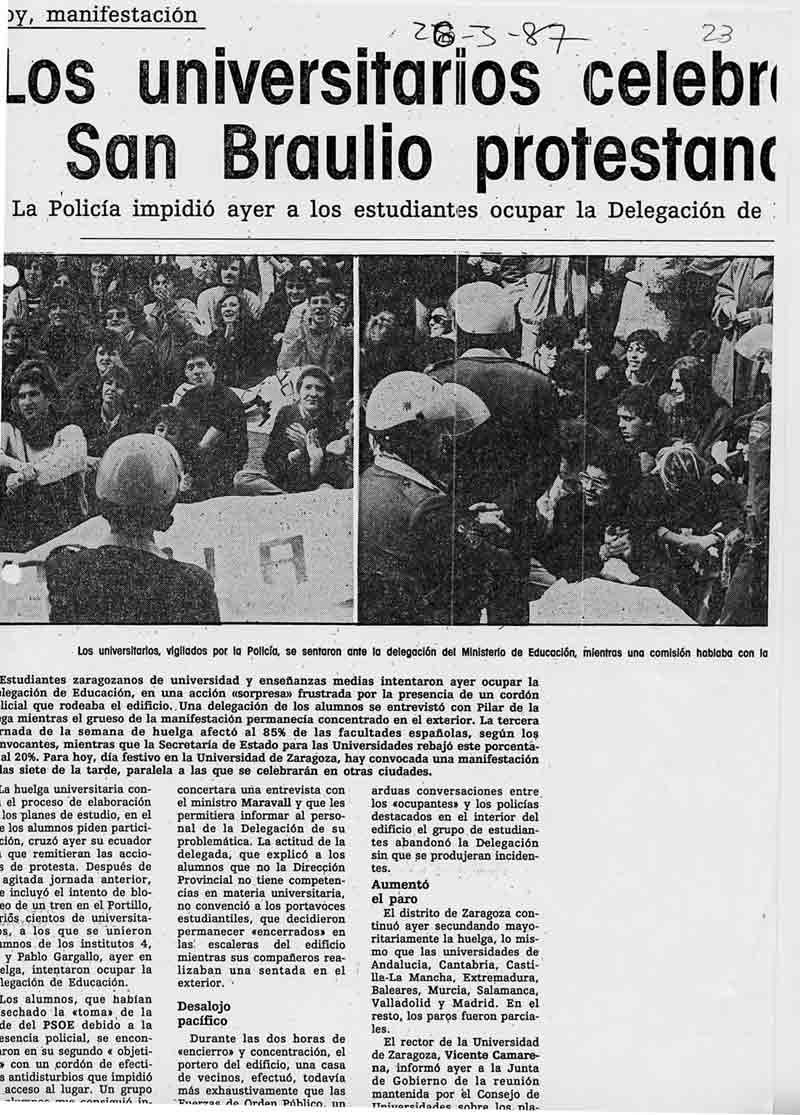 oy, manifestación
26-3-87
23
Los universitarios celebr
San Braulio protestand
La Policía impidió ayer a los estudiantes ocupar la Delegación de
I A
Los universitarios, vigilados por la Policía, se sentaron ante la delegación del Ministerio de Educación, mientras una comisión hablaba con la
Estudiantes zaragozanos de universidad y enseñanzas medias intentaron ayer ocupar la
elegación de Educación, en una acción «sorpresa» frustrada por la presencia de un cordón
licial que rodeaba el edificio. Una delegación de los alumnos se entrevistó con Pilar de la
ga mientras el grueso de la manifestación permanecía concentrado en el exterior. La tercera
rnada de la semana de huelga afectó al 85% de las facultades españolas, según los
nvocantes, mientras que la Secretaría de Estado para las Universidades rebajó este porcenta-
al 20%. Para hoy, día festivo en la Universidad de Zaragoza, hay convocada una manifestación
las siete de la tarde, paralela a las que se celebrarán en otras ciudades.
La huelga universitaria con-
a el proceso de elaboración
los planes de estudio, en el
e los alumnos piden partici-
ción, cruzó ayer su ecuador
que remitieran las accio-
s de protesta. Después de
agitada jornada anterior,
e incluyó el intento de blo-
eo de un tren en el Portillo,
rios cientos de universita-
os, a los que se unieron
umnos de los institutos 4,
y Pablo Gargallo, ayer en
elga, intentaron ocupar la
legación de Educación.
Los alumnos, que habían
sechado la «toma» de la
de del PSOE debido a la
esencia policial, se encon-
aron en su segundo « objeti-
» con un cordón de efecti-
s antidisturbios que impidió
acceso al lugar. Un grupo
alumnos que consiguió in-
concertara una entrevista con
el ministro Maravall y que les
permitiera informar al perso-
nal de la Delegación de su
problemática. La actitud de la
delegada, que explicó a los
alumnos que no la Dirección
Provincial no tiene competen-
cias en materia universitaria,
no convenció a los portavoces
estudiantiles, que decidieron
permanecer «encerrados» en
las escaleras del edificio
mientras sus compañeros rea-
lizaban una sentada en el
exterior.
Desalojo
pacífico
Durante las dos horas de
«encierro» y concentración, el
portero del edificio, una casa
de vecinos, efectuó, todavía
más exhaustivamente que las
Fuerzas de Orden Público, un
arduas conversaciones entre
los «ocupantes» y los policías
destacados en el interior del
edificio el grupo de estudian-
tes abandonó la Delegación
sin que se produjeran inciden-
tes.
Aumentó
el paro
El distrito de Zaragoza con-
tinuó ayer secundando mayo-
ritariamente la huelga, lo mis-
mo que las universidades de
Andalucía, Cantabria, Casti-
lla-La Mancha, Extremadura,
Baleares, Murcia, Salamanca,
Valladolid y Madrid. En el
resto, los paros fueron parcia-
les.
El rector de la Universidad
de Zaragoza, Vicente Camare-
na, informó ayer a la Junta
de Gobierno de la reunión
mantenida por el Consejo de
Universidades sobre los pla-